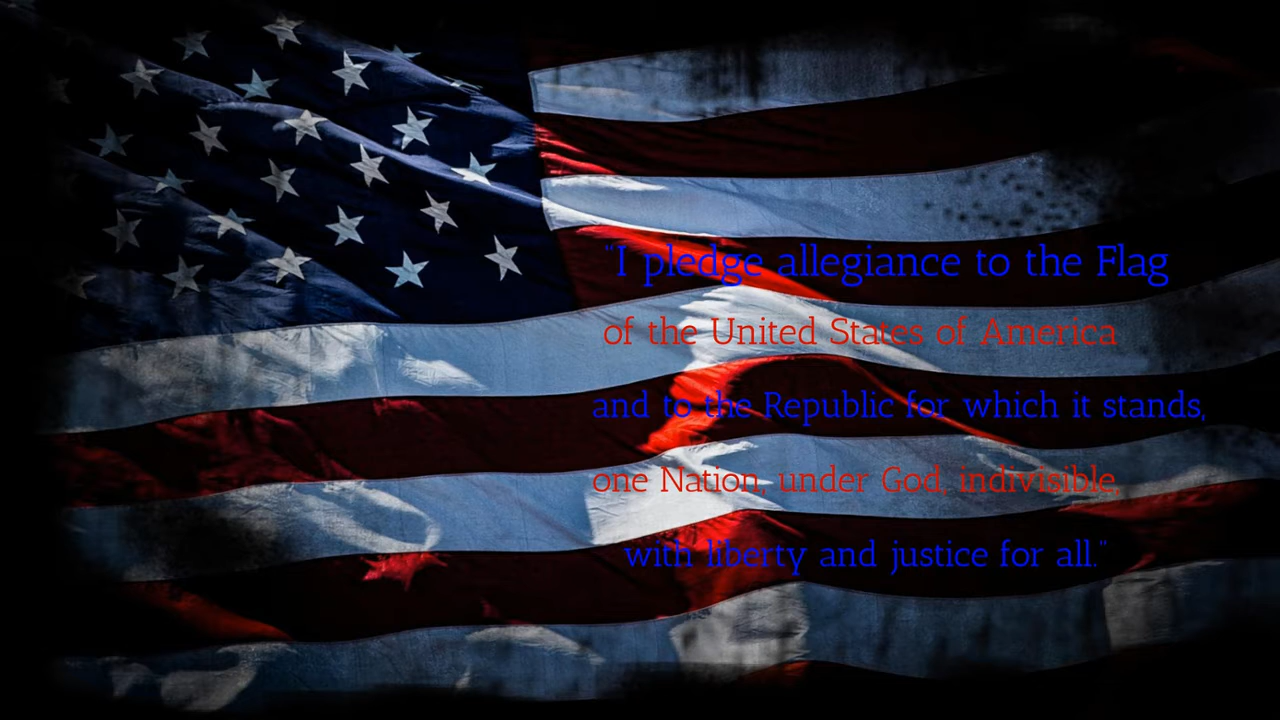 "I pledge allegiance to the Flag
of the United States of America
and to the Republic for which it stands,
one Nation, under God, indivisible,
with liberty and justice for all."